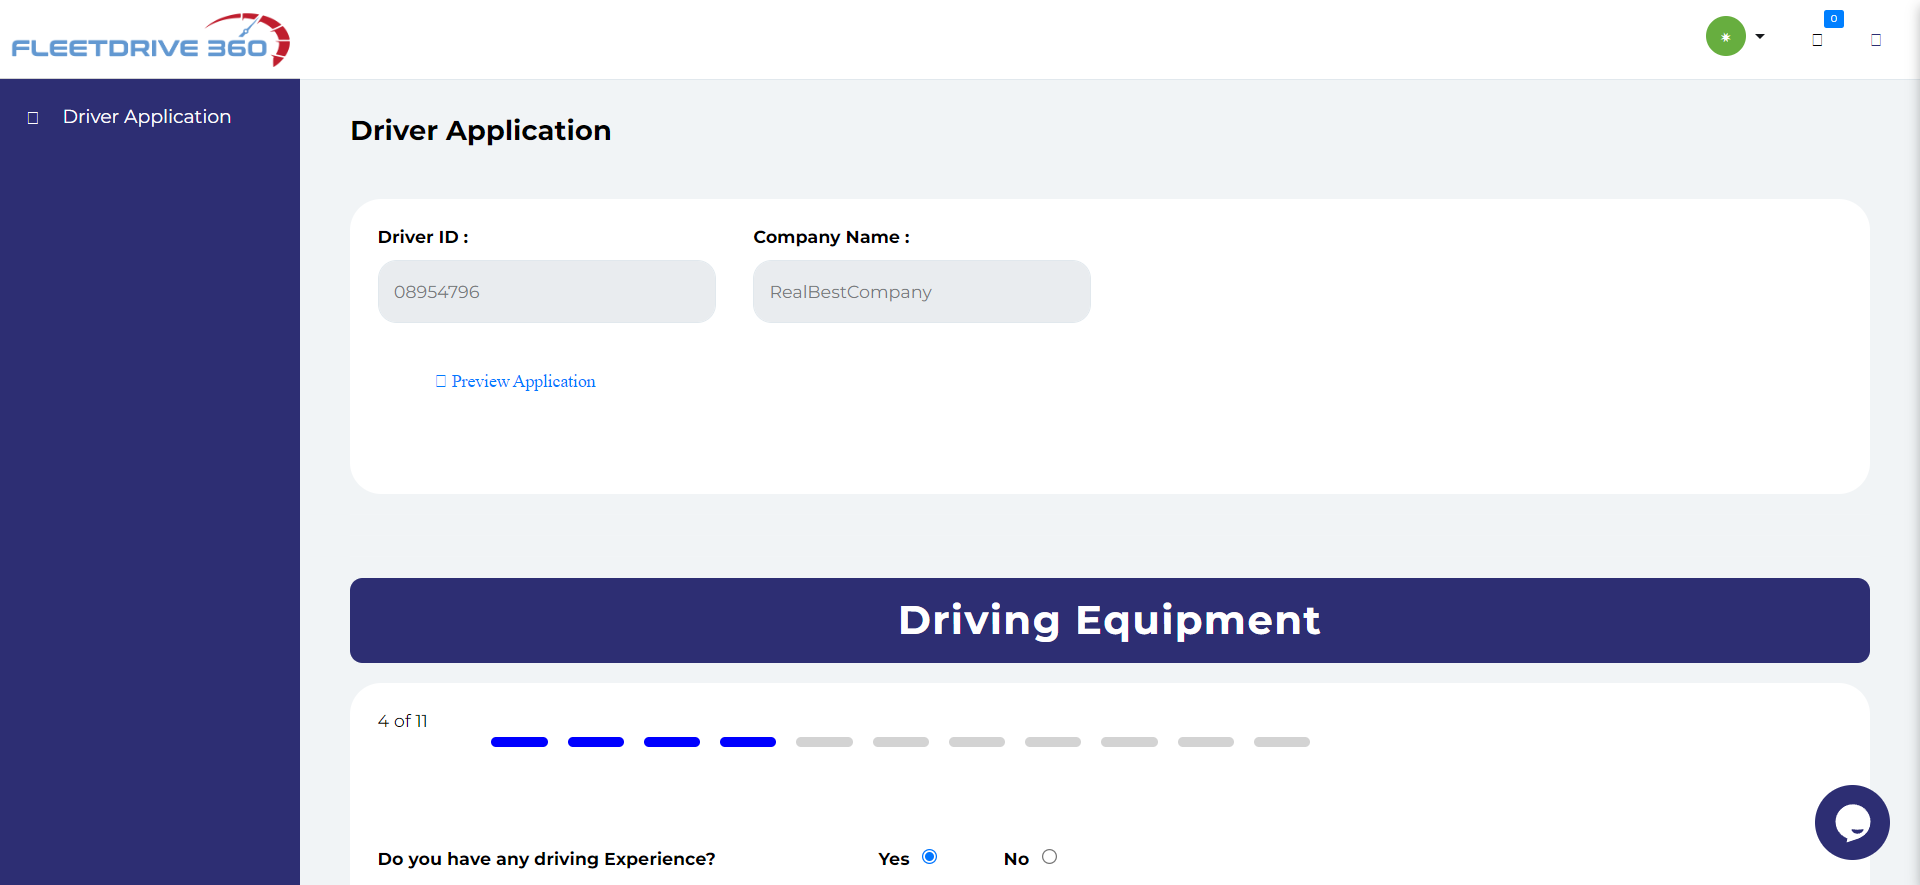 FLEETDRIVE 360
0
Driver Application
Driver Application
Driver ID :
Company Name :
08954796
RealBestCompany
Preview Application
Driving Equipment
4 of 11
Do you have any driving Experience?
Yes
No